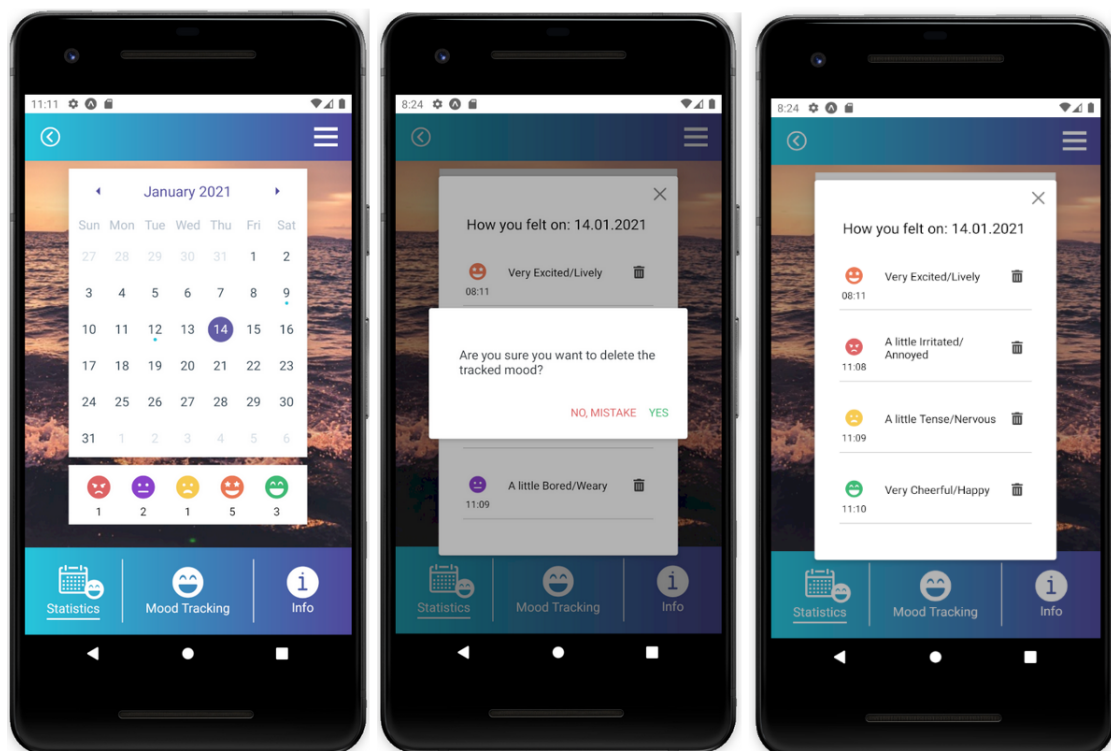 11:11
January 2021
Sun Mon Tue Wed Thu Fri Sat
27 28 29 30 31 1 2
3 4 5 6 7 8 9
10 11 12 13 14 15 16
17 18 19 20 21 22 23
24 25 26 27 28 29 30
31 1 2 3 4 5 6
1 2 1 5 3
Statistics Mood Tracking i Info
8:24
How you felt on: 14.01.2021
Very Excited/Lively
08:11
Are you sure you want to delete the
tracked mood?
NO, MISTAKE YES
A little Bored/Weary
11:09
Statistics Mood Tracking i Info
8:24
How you felt on: 14.01.2021
Very Excited/Lively
08:11
A little Irritated/
Annoyed
11:08
A little Tense/Nervous
11:09
Very Cheerful/Happy
11:10
Statistics Mood Tracking i Info